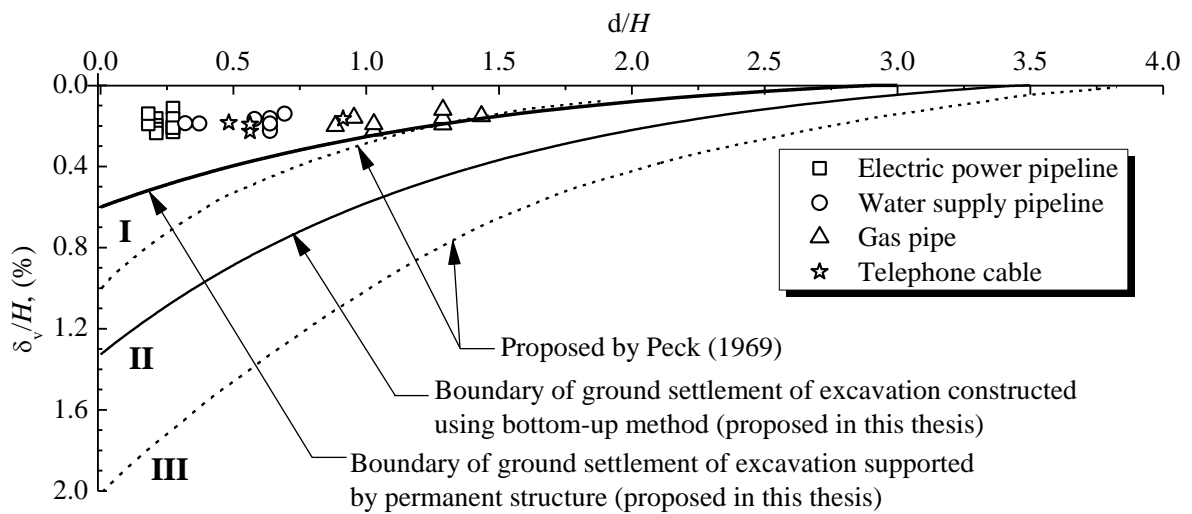 d/H
0.0 0.5 1.0 1.5 2.0 2.5 3.0 3.5 4.0
0.0
0.4
0.8
1.2
1.6
2.0
δv/H, (%)
I
II
III
Electric power pipeline
Water supply pipeline
Gas pipe
Telephone cable
Proposed by Peck (1969)
Boundary of ground settlement of excavation constructed
using bottom-up method (proposed in this thesis)
Boundary of ground settlement of excavation supported
by permanent structure (proposed in this thesis)